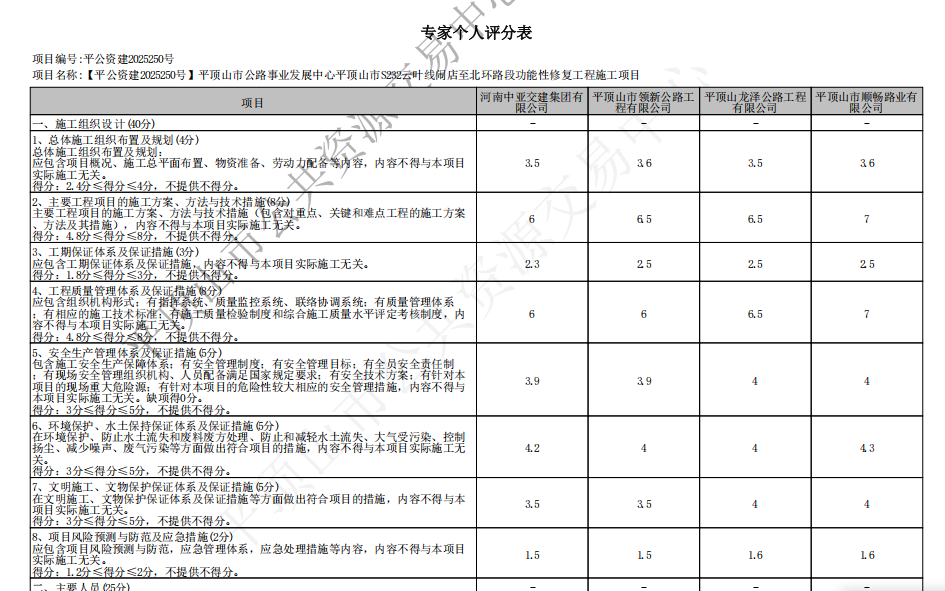 专家个人评分表
项目编号:平公资建2025250号
项目名称:【平公资建2025250号】平顶山市公路事业发展中心平顶山市S232云叶线闹店至北环路段功能性修复工程施工项目
项目 河南中亚交建集团有 平顶山市领新公路工 平顶山龙泽公路工程 平顶山市顺畅路业有
限公司 程有限公司 有限公司 限公司
一、施工组织设计(40分) - - - -
1、总体施工组织布置及规划(4分)
总体施工组织布置及规划:
应包含项目概况、施工总平面布置、物资准备、劳动力配备等内容，内容不得与本项目 3.5 3.6 3.5 3.6
实际施工无关。
得分: 2.4分≤得分≤4分，不提供不得分。
2、主要工程项目的施工方案、方法与技术措施(8分)
主要工程项目的施工方案、方法与技术措施（包含对重点、关键和难点工程的施工方案 6 6.5 6.5 7
、方法及其措施），内容不得与本项目实际施工无关。
得分: 4.8分≤得分≤8分，不提供不得分。
3、工期保证体系及保证措施(3分)
应包含工期保证体系及保证措施，内容不得与本项目实际施工无关。 2.3 2.5 2.5 2.5
得分: 1.8分≤得分≤3分，不提供不得分。
4、工程质量管理体系及保证措施(8分)
应包含组织机构形式；有指挥系统、质量监控系统、联络协调系统；有质量管理体系
；有相应的施工技术标准；有施工质量检验制度和综合施工质量水平评定考核制度，内 6 6 6.5 7
容不得与本项目实际施工无关。
得分: 4.8分≤得分≤8分，不提供不得分。
5、安全生产管理体系及保证措施(5分)
包含施工安全生产保障体系；有安全管理制度；有安全管理目标；有全员安全责任制
；有现场安全管理组织机构、人员配备满足国家规定要求；有安全技术方案；有针对本 3.9 3.9 4 4
项目的现场重大危险源；有针对本项目的危险性较大相应的安全管理措施，内容不得与
本项目实际施工无关。缺项得0分。
得分: 3分≤得分≤5分，不提供不得分。
6、环境保护、水土保持保证体系及保证措施(5分)
在环境保护、防止水土流失和废料废方处理、防止和减轻水土流失、大气受污染、控制
扬尘、减少噪声、废气污染等方面做出符合项目的措施，内容不得与本项目实际施工无 4.2 4 4 4.3
关。
得分: 3分≤得分≤5分，不提供不得分。
7、文明施工、文物保护保证体系及保证措施(5分)
在文明施工、文物保护保证体系及保证措施等方面做出符合项目的措施，内容不得与本 3.5 3.5 4 4
项目实际施工无关。
得分: 3分≤得分≤5分，不提供不得分。
8、项目风险预测与防范及应急措施(2分)
应包含项目风险预测与防范，应急管理体系，应急处理措施等内容，内容不得与本项目 1.5 1.5 1.6 1.6
实际施工无关。
得分: 1.2分≤得分≤2分，不提供不得分。
二、主要人员(25分) - - - -
平顶山市公共资源交易中心
平顶山市公共资源交易中心